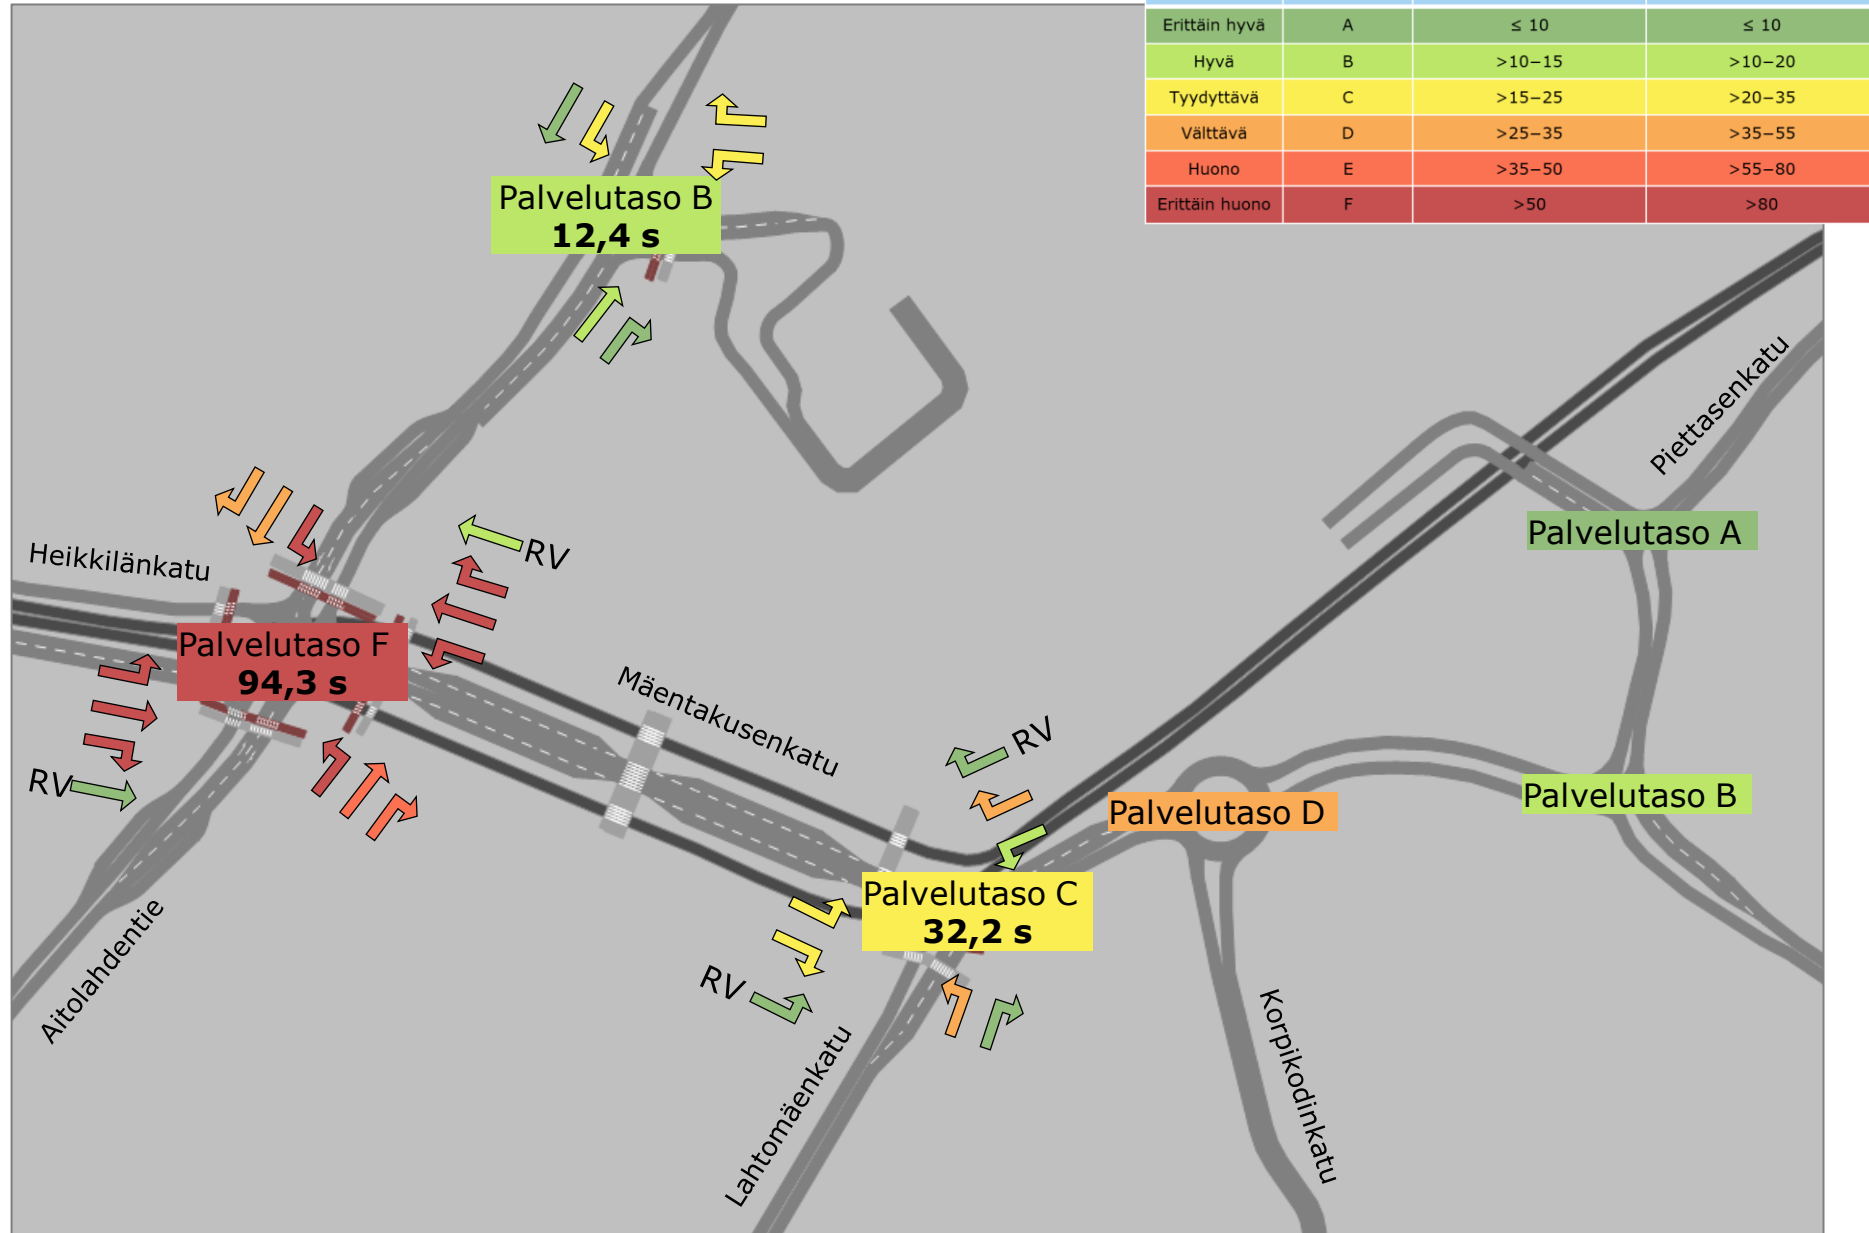 Erittäin hyvä A ≤ 10 ≤ 10
Hyvä B >10–15 >10–20
Tyydyttävä C >15–25 >20–35
Välttävä D >25–35 >35–55
Huono E >35–50 >55–80
Erittäin huono F >50 >80
Palvelutaso B
12,4 s
Piettasenkatu
Palvelutaso A
Heikkilänkatu
RV
Palvelutaso F
94,3 s
Mäentakusenkatu
RV
RV
Palvelutaso D
Palvelutaso B
Palvelutaso C
32,2 s
RV
Aitolahdentie
Lahtomäenkatu
Korpikodinkatu